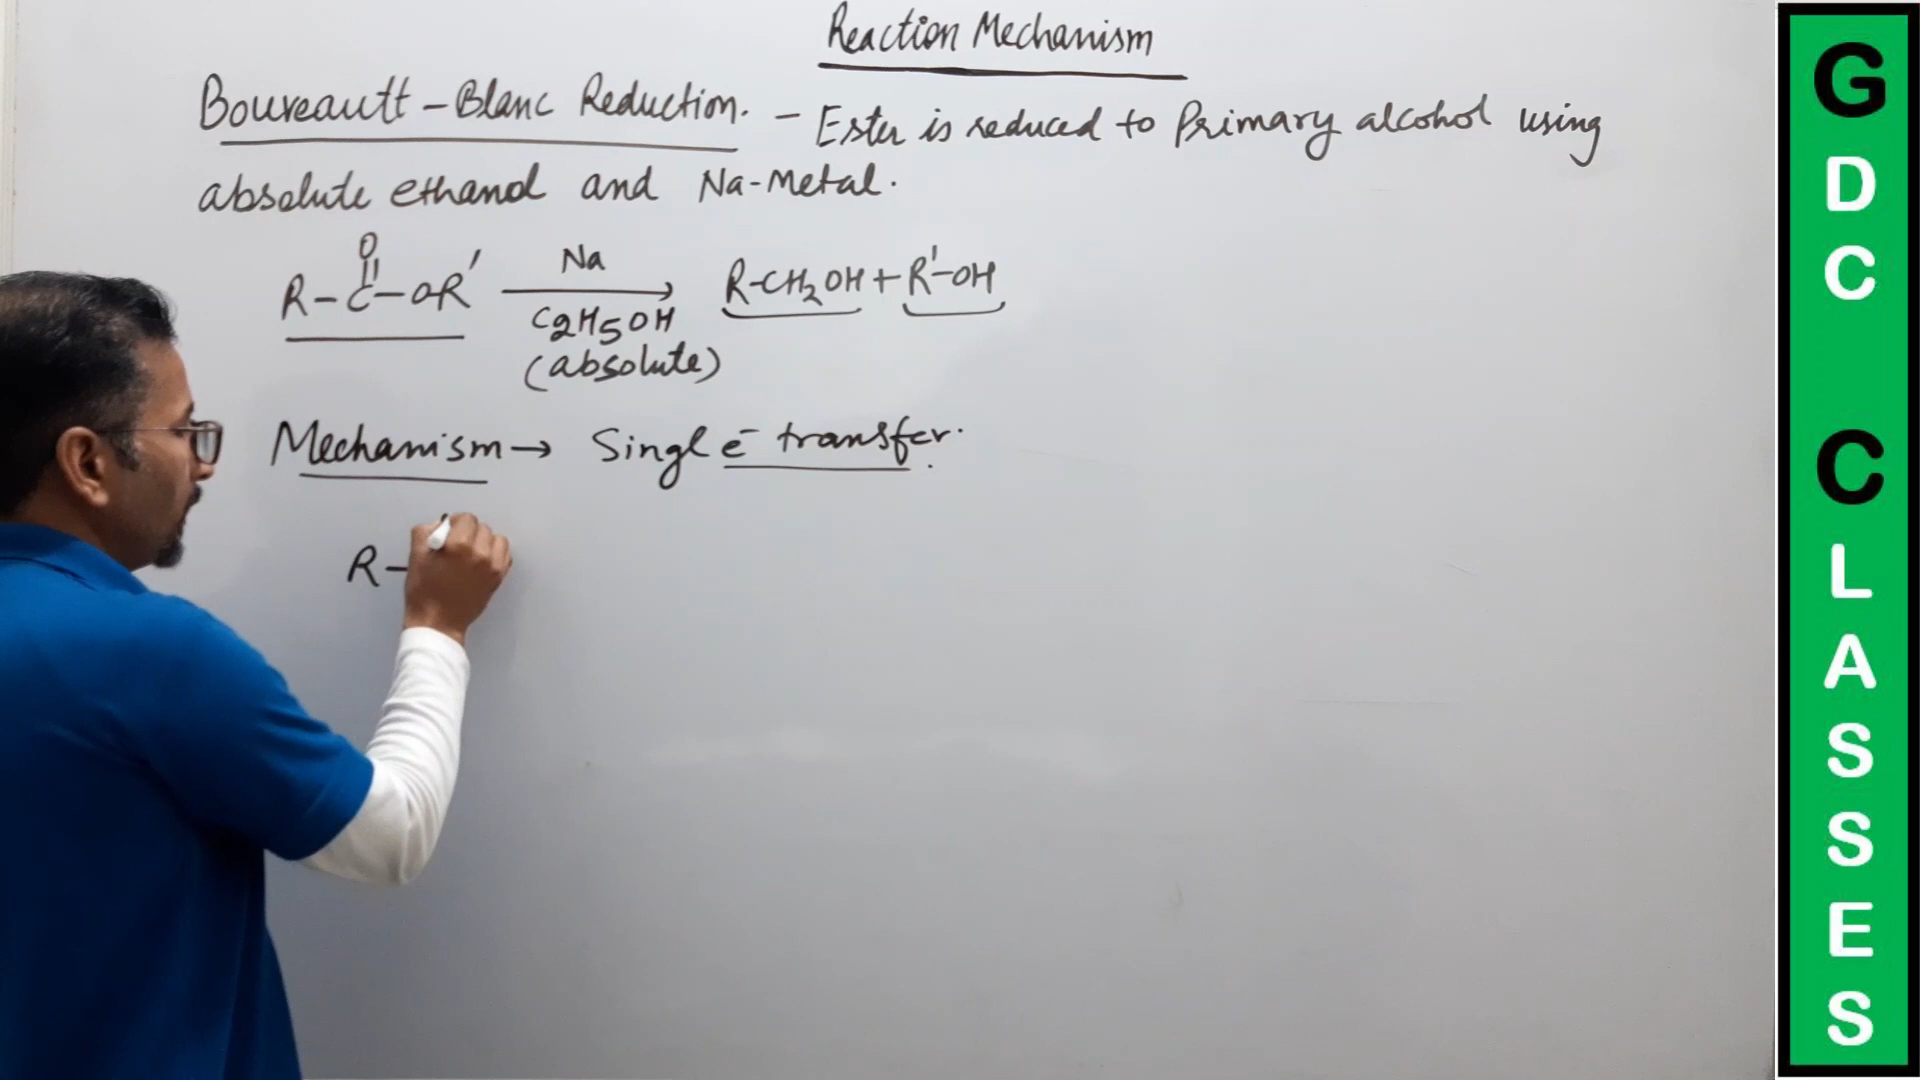 Reaction Mechanism
Bouveautt - Blanc Reduction. - Ester is reduced to Primary alcohol using
absolute ethanol and Na-Metal.
O
R-C-OR' Na R-CH2OH + R'-OH
C2H5OH
(absolute)
Mechanism → Single e⁻ transfer.
R-
GDC CLASSES